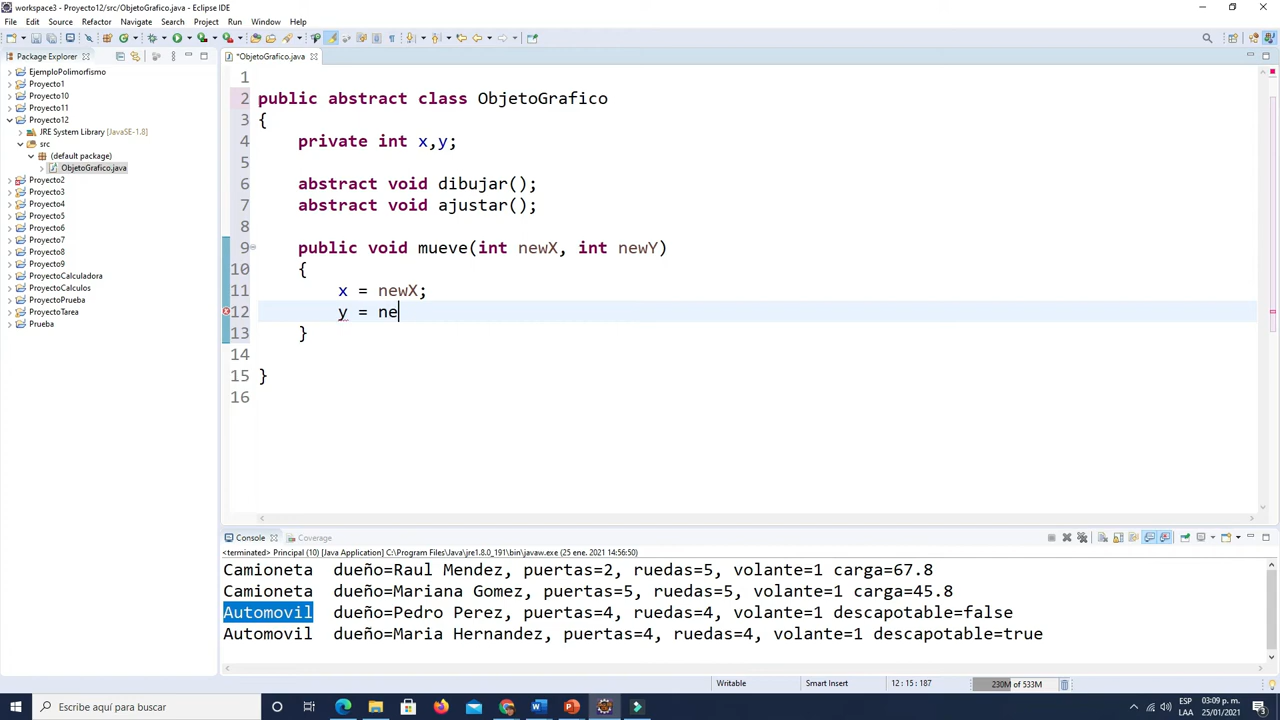 workspace3 - Proyecto12/src/ObjetoGrafico.java - Eclipse IDE
File Edit Source Refactor Navigate Search Project Run Window Help
Package Explorer
*ObjetoGrafico.java
EjemploPolimorfismo
Proyecto1
Proyecto10
Proyecto11
Proyecto12
JRE System Library [JavaSE-1.8]
src
(default package)
ObjetoGrafico.java
Proyecto2
Proyecto3
Proyecto4
Proyecto5
Proyecto6
Proyecto7
Proyecto8
Proyecto9
ProyectoCalculadora
ProyectoCalculos
ProyectoPrueba
ProyectoTarea
Prueba
1
2 public abstract class ObjetoGrafico
3 {
4 private int x,y;
5
6 abstract void dibujar();
7 abstract void ajustar();
8
9 public void mueve(int newX, int newY)
10 {
11 x = newX;
12 y = ne
13 }
14
15 }
16
Console Coverage
<terminated> Principal (10) [Java Application] C:\Program Files\Java\jre1.8.0_191\bin\javaw.exe (25 ene. 2021 14:56:50)
Camioneta dueño=Raul Mendez, puertas=2, ruedas=5, volante=1 carga=67.8
Camioneta dueño=Mariana Gomez, puertas=5, ruedas=5, volante=1 carga=45.8
Automovil dueño=Pedro Perez, puertas=4, ruedas=4, volante=1 descapotable=false
Automovil dueño=Maria Hernandez, puertas=4, ruedas=4, volante=1 descapotable=true
Writable Smart Insert 12 : 15 : 187 230M of 533M
Escribe aquí para buscar
ESP 03:09 p. m.
LAA 25/01/2021